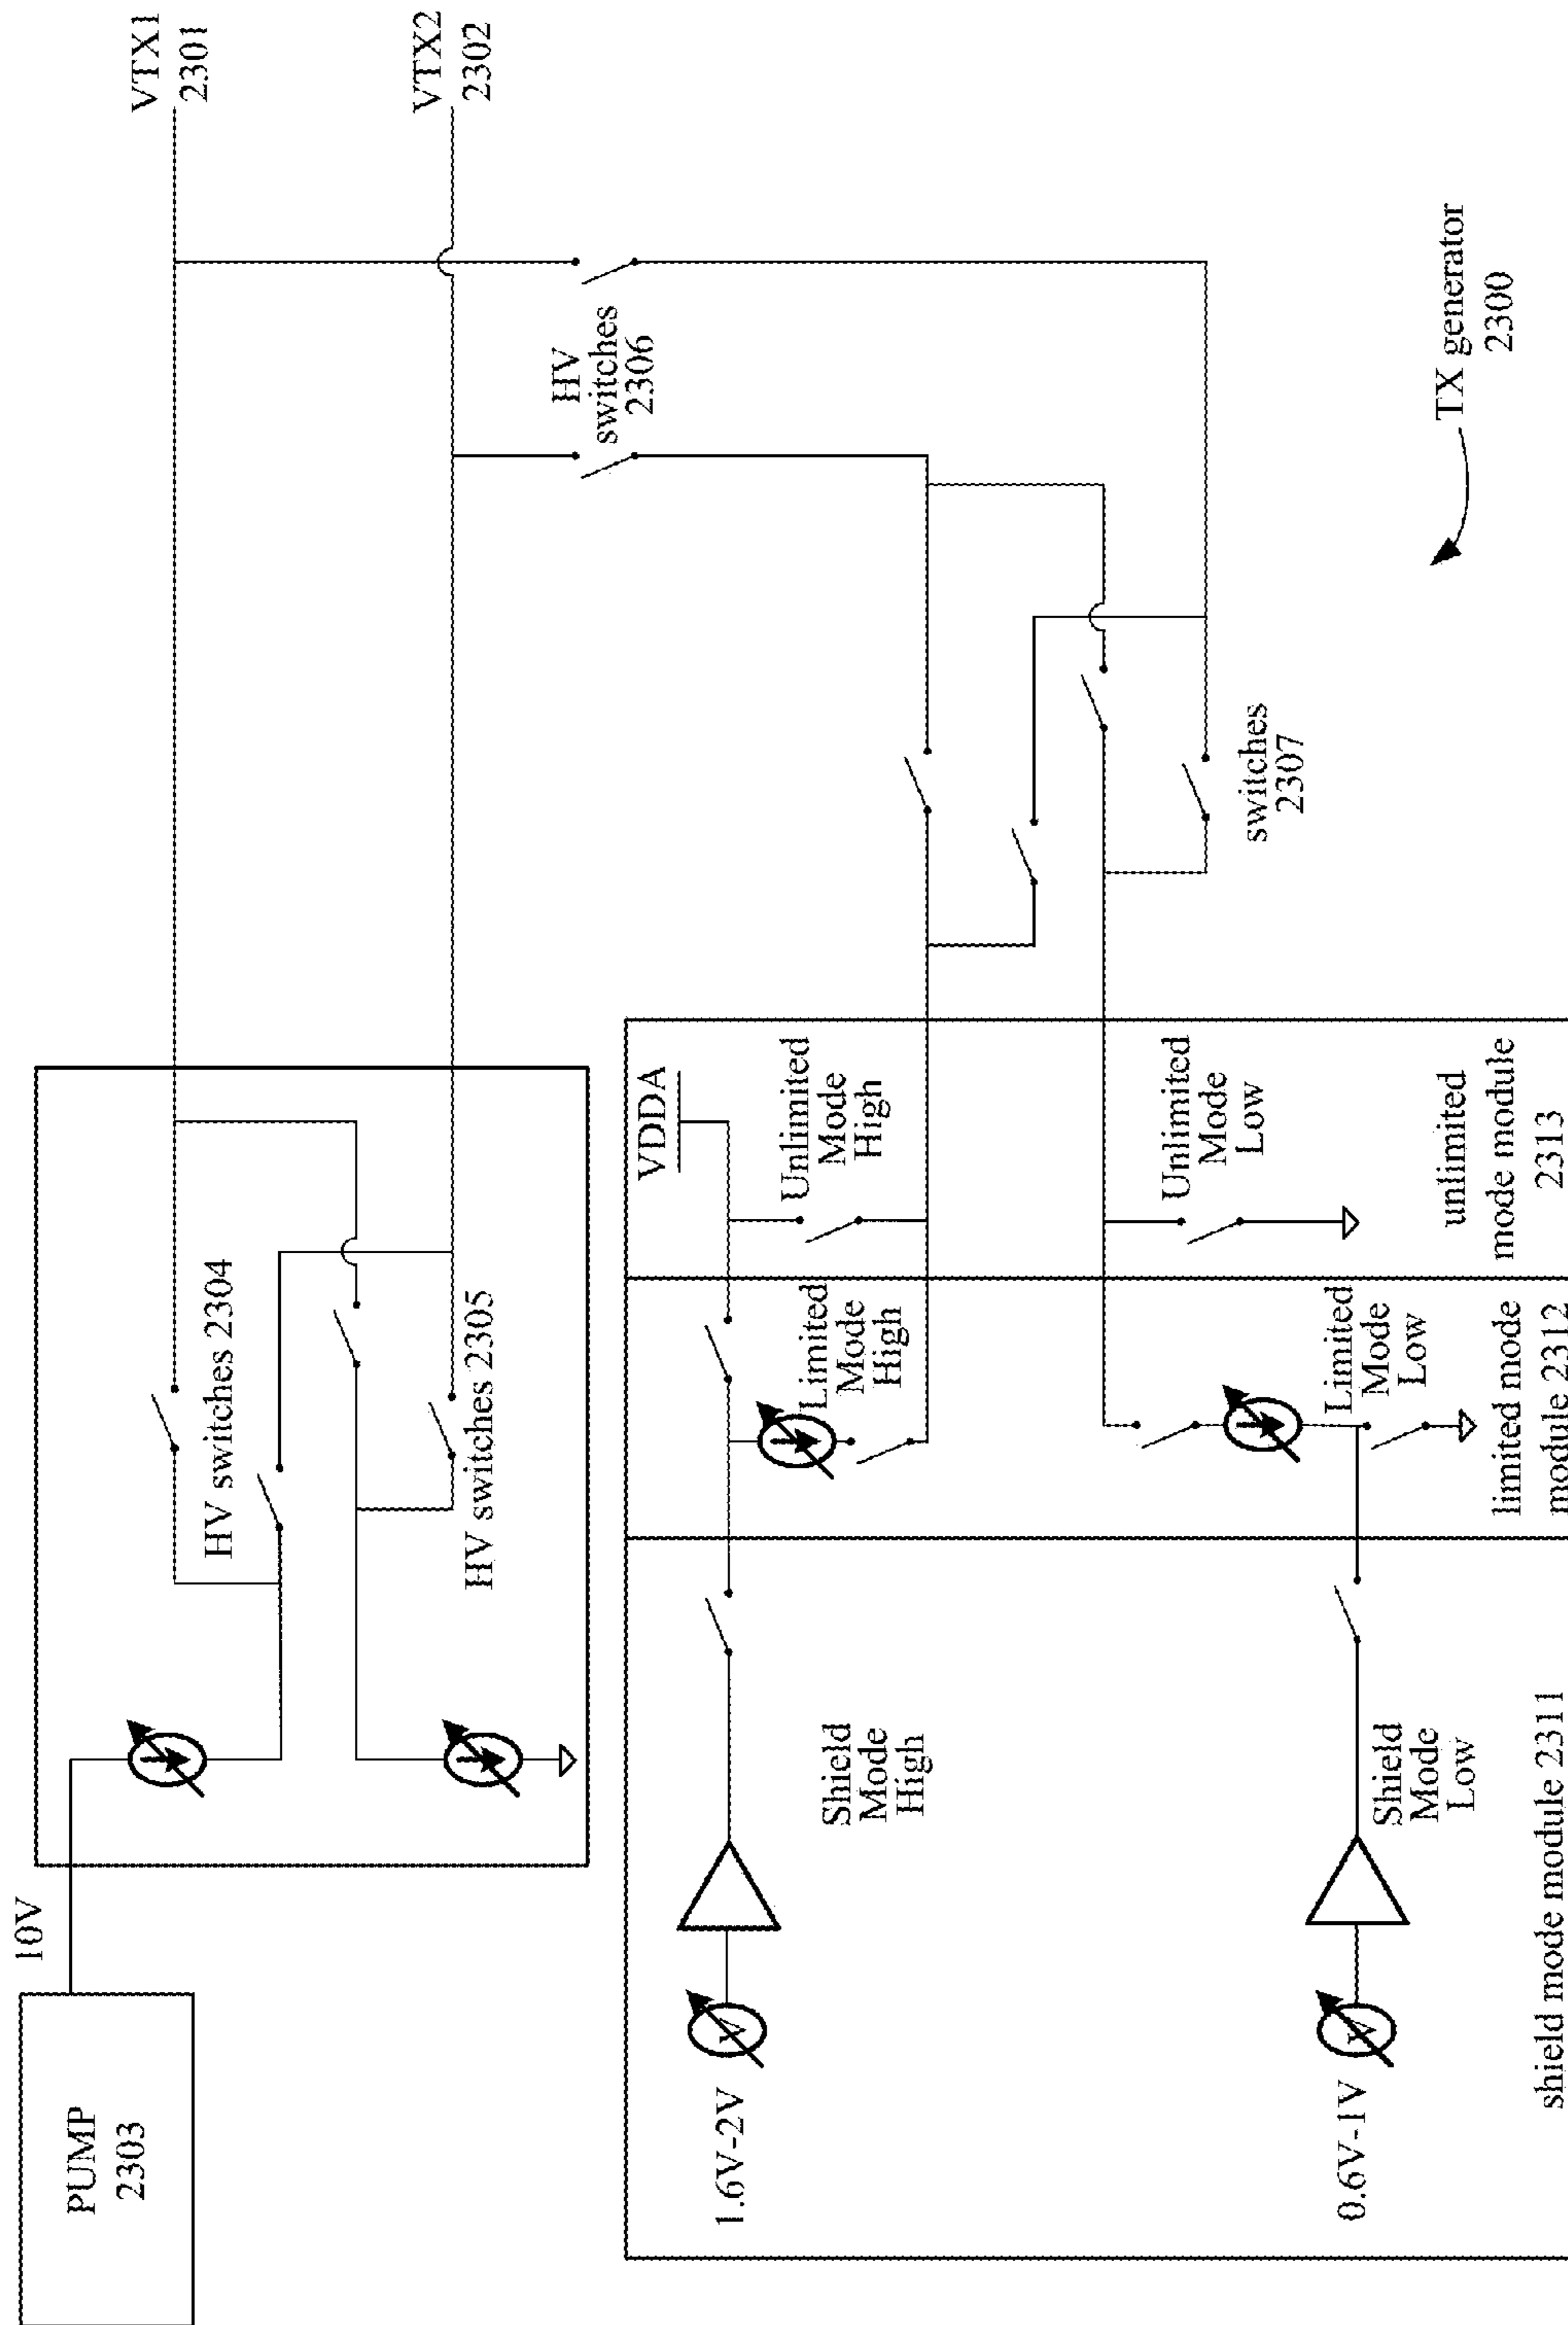 PUMP
2303
10V
HV switches 2304
HV switches 2305
VTX1
2301
VTX2
2302
HV
switches
2306
1.6V-2V
V
Shield
Mode
High
0.6V-1V
V
Shield
Mode
Low
shield mode module 2311
Limited
Mode
High
Limited
Mode
Low
limited node
module 2312
VDDA
Unlimited
Mode
High
Unlimited
Mode
Low
unlimited
mode module
2313
switches
2307
TX generator
2300